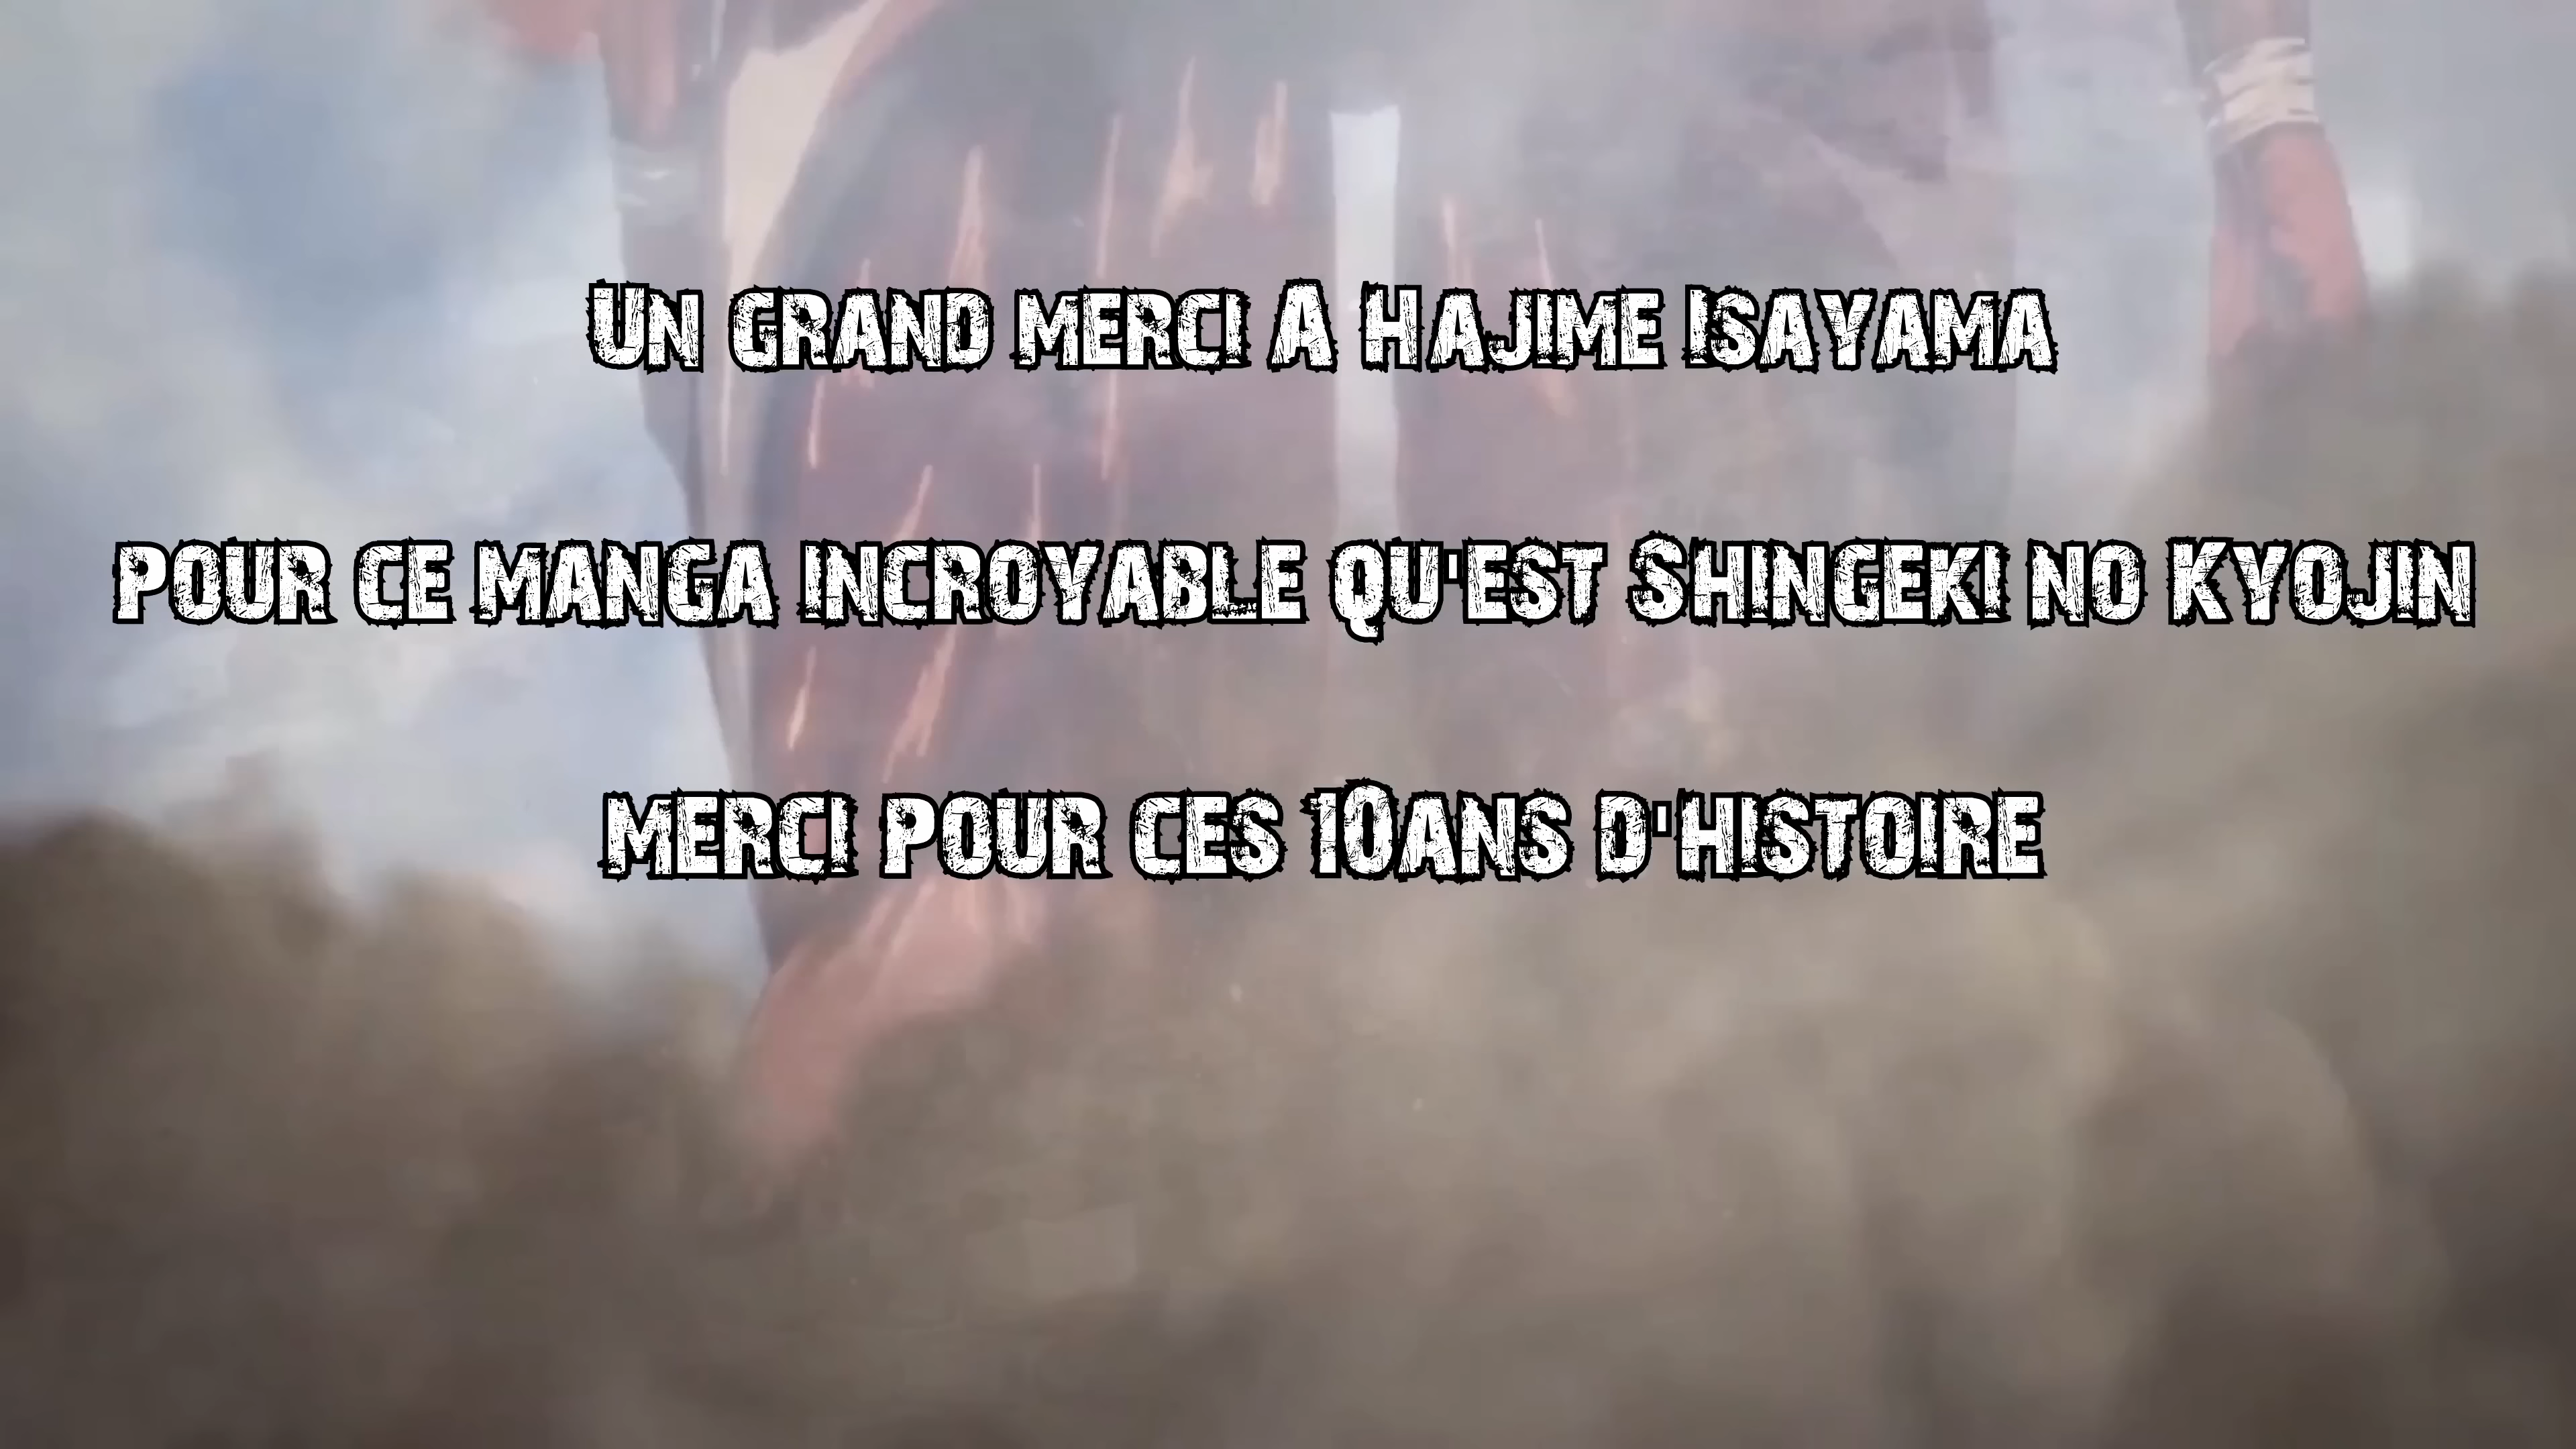 Un grand merci A Hajime Isayama
pour ce manga incroyable qu'est Shingeki no Kyojin
merci pour ces 10ans d'histoire